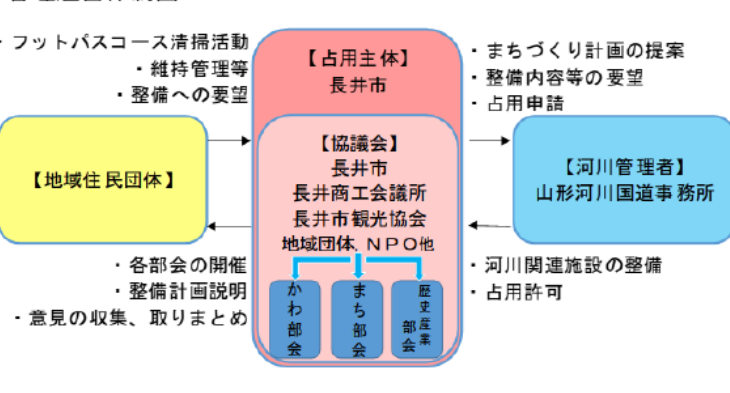 ・フットパスコース清掃活動
・維持管理等
・整備への要望
【占用主体】
長井市
・まちづくり計画の提案
・整備内容等の要望
・占用申請
【地域住民団体】
【協議会】
長井市
長井商工会議所
長井市観光協会
地域団体、ＮＰＯ他
【河川管理者】
山形河川国道事務所
かわ部会
まち部会
歴史産業
部会
・各部会の開催
・整備計画説明
・意見の収集、取りまとめ
・河川関連施設の整備
・占用許可